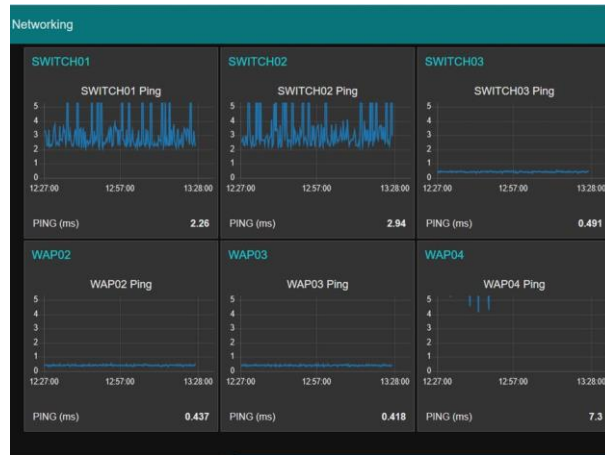 Networking
SWITCH01
SWITCH01 Ping
5
4
3
2
1
0
12:27:00 12:57:00 13:28:00
PING (ms) 2.26
SWITCH02
SWITCH02 Ping
5
4
3
2
1
0
12:27:00 12:57:00 13:28:00
PING (ms) 2.94
SWITCH03
SWITCH03 Ping
5
4
3
2
1
0
12:27:00 12:57:00 13:28:00
PING (ms) 0.491
WAP02
WAP02 Ping
5
4
3
2
1
0
12:27:00 12:57:00 13:28:00
PING (ms) 0.437
WAP03
WAP03 Ping
5
4
3
2
1
0
12:27:00 12:57:00 13:28:00
PING (ms) 0.418
WAP04
WAP04 Ping
5
4
3
2
1
0
12:27:00 12:57:00 13:28:00
PING (ms) 7.3